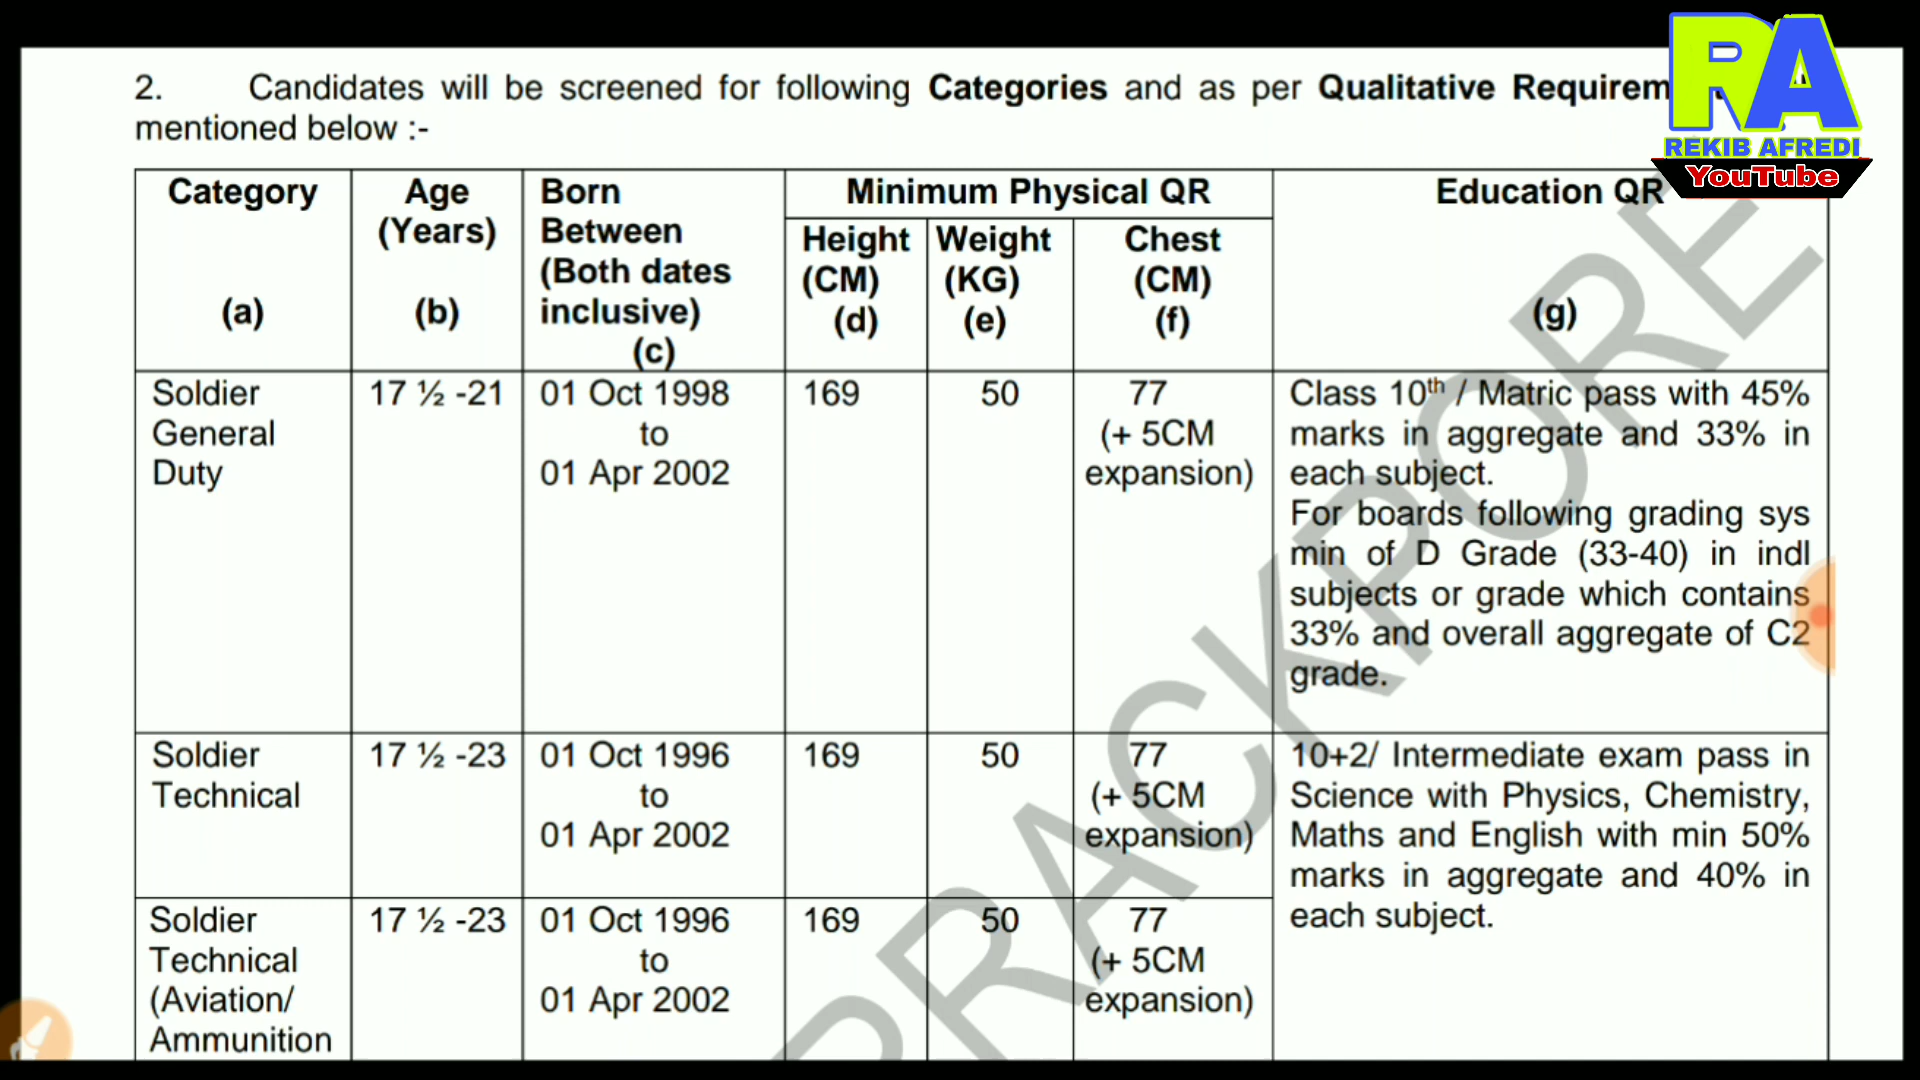 2. Candidates will be screened for following Categories and as per Qualitative
mentioned below :-
Category
(a)
Age
(Years)
(b)
Born
Between
(Both dates
inclusive)
(c)
Minimum Physical QR
Height
(CM)
(d)
Weight
(KG)
(e)
Chest
(CM)
(f)
Education QR
(g)
Soldier
General
Duty
17 ½ -21
01 Oct 1998
to
01 Apr 2002
169
50
77
(+ 5CM
expansion)
Class 10th / Matric pass with 45%
marks in aggregate and 33% in
each subject.
For boards following grading sys
min of D Grade (33-40) in indl
subjects or grade which contains
33% and overall aggregate of C2
grade.
Soldier
Technical
17 ½ -23
01 Oct 1996
to
01 Apr 2002
169
50
77
(+ 5CM
expansion)
10+2/ Intermediate exam pass in
Science with Physics, Chemistry,
Maths and English with min 50%
marks in aggregate and 40% in
each subject.
Soldier
Technical
(Aviation/
Ammunition
17 ½ -23
01 Oct 1996
to
01 Apr 2002
169
50
77
(+ 5CM
expansion)
RA
REKIB AFREDI
YouTube